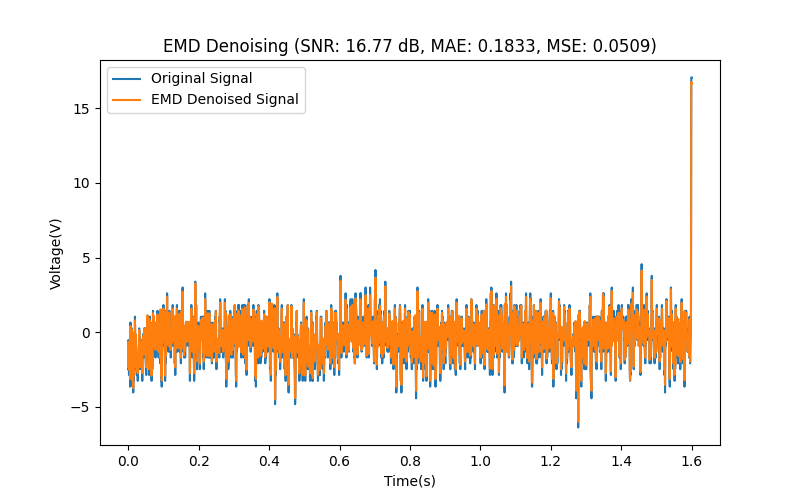 EMD Denoising (SNR: 16.77 dB, MAE: 0.1833, MSE: 0.0509)
Original Signal
EMD Denoised Signal
15
10
5
0
−5
Voltage(V)
0.0 0.2 0.4 0.6 0.8 1.0 1.2 1.4 1.6
Time(s)